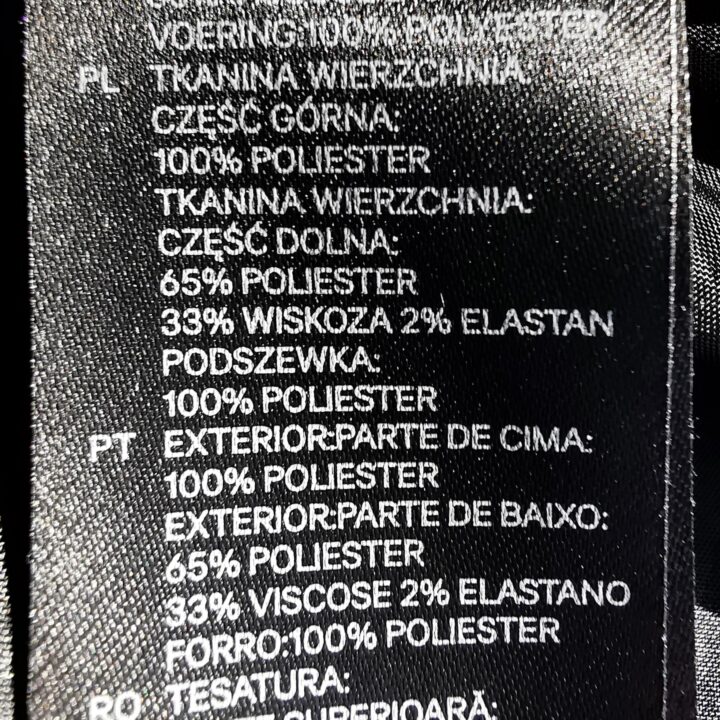 VOERING:100% POLYESTER
PL TKANINA WIERZCHNIA:
CZĘŚĆ GÓRNA:
100% POLIESTER
TKANINA WIERZCHNIA:
CZĘŚĆ DOLNA:
65% POLIESTER
33% WISKOZA 2% ELASTAN
PODSZEWKA:
100% POLIESTER
PT EXTERIOR:PARTE DE CIMA:
100% POLIESTER
EXTERIOR:PARTE DE BAIXO:
65% POLIESTER
33% VISCOSE 2% ELASTANO
FORRO:100% POLIESTER
RO TESATURA:
SUPERIOARĂ: